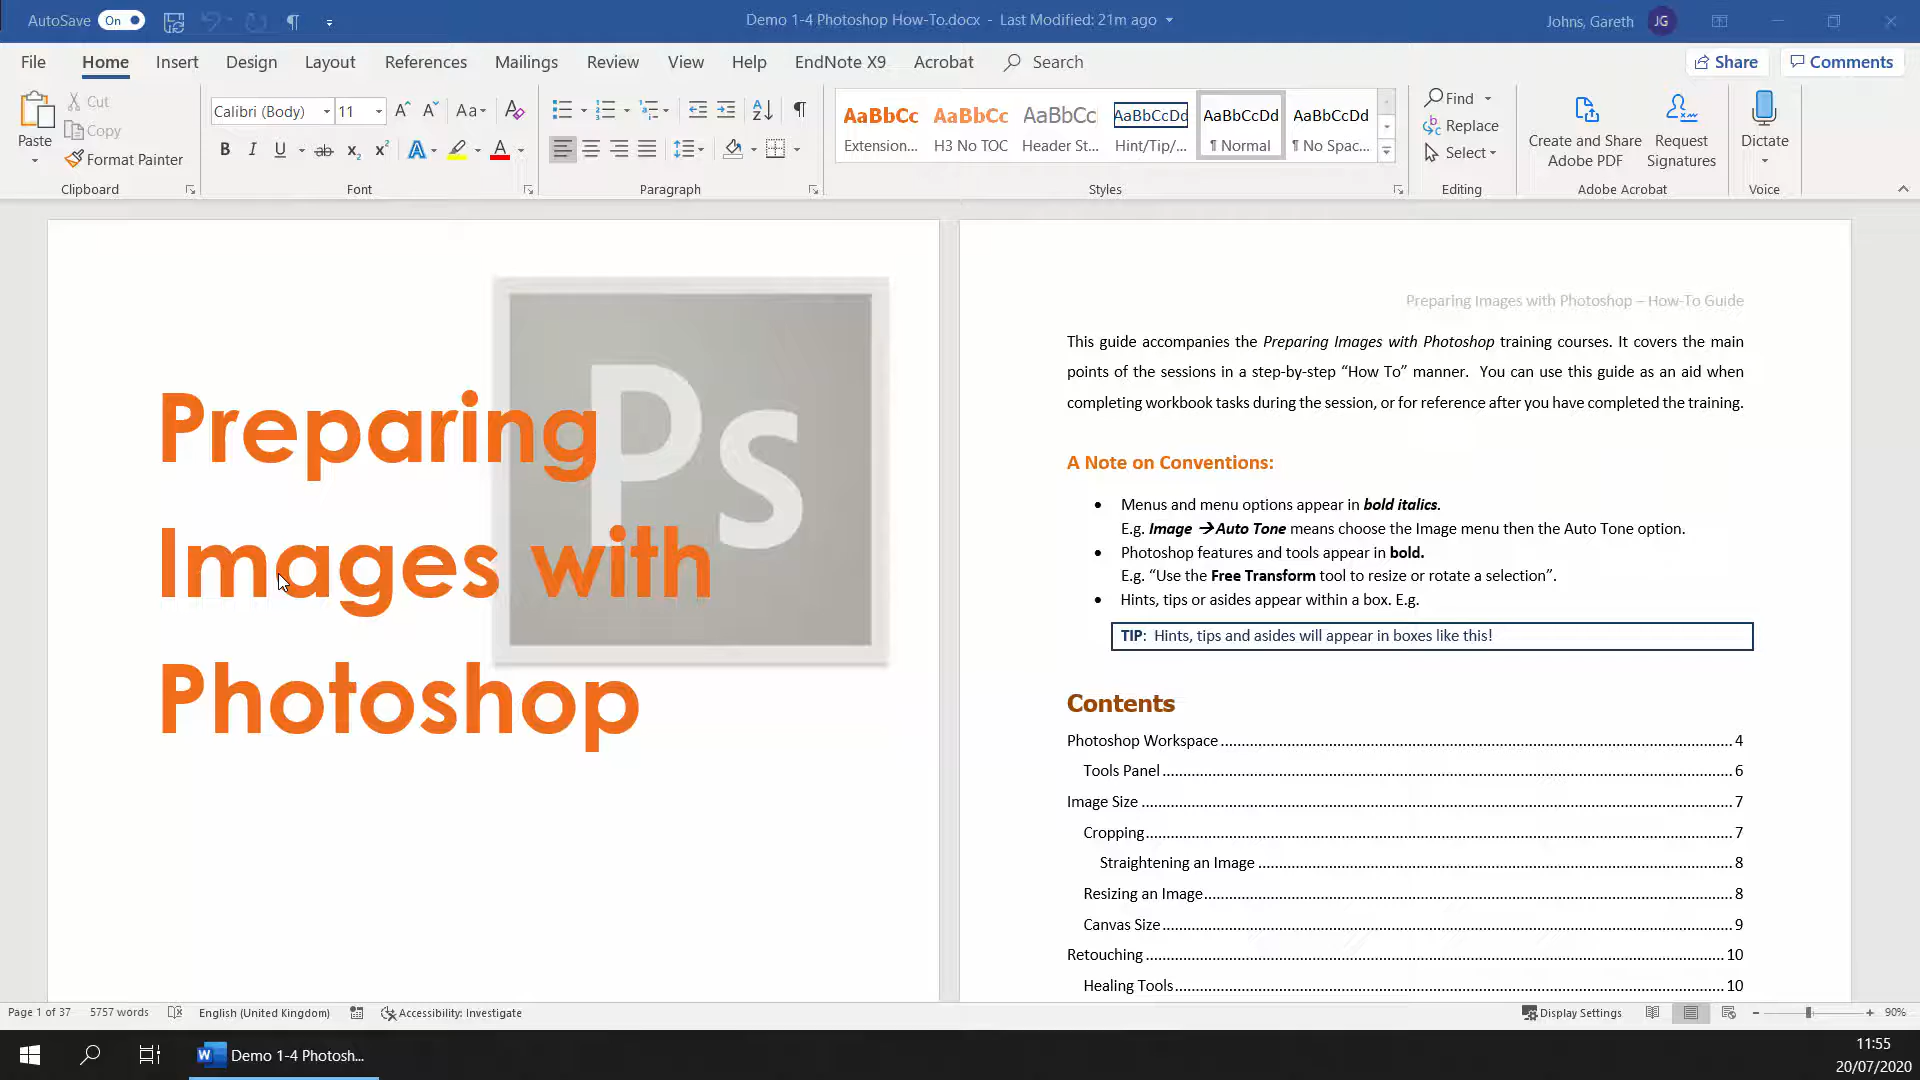 AutoSave On
Demo 1-4 Photoshop How-To.docx - Last Modified: 21m ago
Johns, Gareth JG
File Home Insert Design Layout References Mailings Review View Help EndNote X9 Acrobat Search Share Comments
Paste
Cut
Copy
Format Painter
Clipboard
Calibri (Body) 11
Font
Paragraph
AaBbCc AaBbCc AaBbCc AaBbCcDd AaBbCcDd AaBbCcDd
Extension... H3 No TOC Header St... Hint/Tip/... ¶ Normal ¶ No Spac...
Styles
Find
Replace
Select
Editing
Create and Share Adobe PDF
Request Signatures
Adobe Acrobat
Dictate
Voice
Ps
Preparing
Images with
Photoshop
Preparing Images with Photoshop – How-To Guide
This guide accompanies the Preparing Images with Photoshop training courses. It covers the main
points of the sessions in a step-by-step “How To” manner. You can use this guide as an aid when
completing workbook tasks during the session, or for reference after you have completed the training.
A Note on Conventions:
• Menus and menu options appear in bold italics.
E.g. Image → Auto Tone means choose the Image menu then the Auto Tone option.
• Photoshop features and tools appear in bold.
E.g. “Use the Free Transform tool to resize or rotate a selection”.
• Hints, tips or asides appear within a box. E.g.
TIP: Hints, tips and asides will appear in boxes like this!
Contents
Photoshop Workspace 4
Tools Panel 6
Image Size 7
Cropping 7
Straightening an Image 8
Resizing an Image 8
Canvas Size 9
Retouching 10
Healing Tools 10
Page 1 of 37 5757 words English (United Kingdom) Accessibility: Investigate Display Settings 90%
Demo 1-4 Photosh...
11:55
20/07/2020